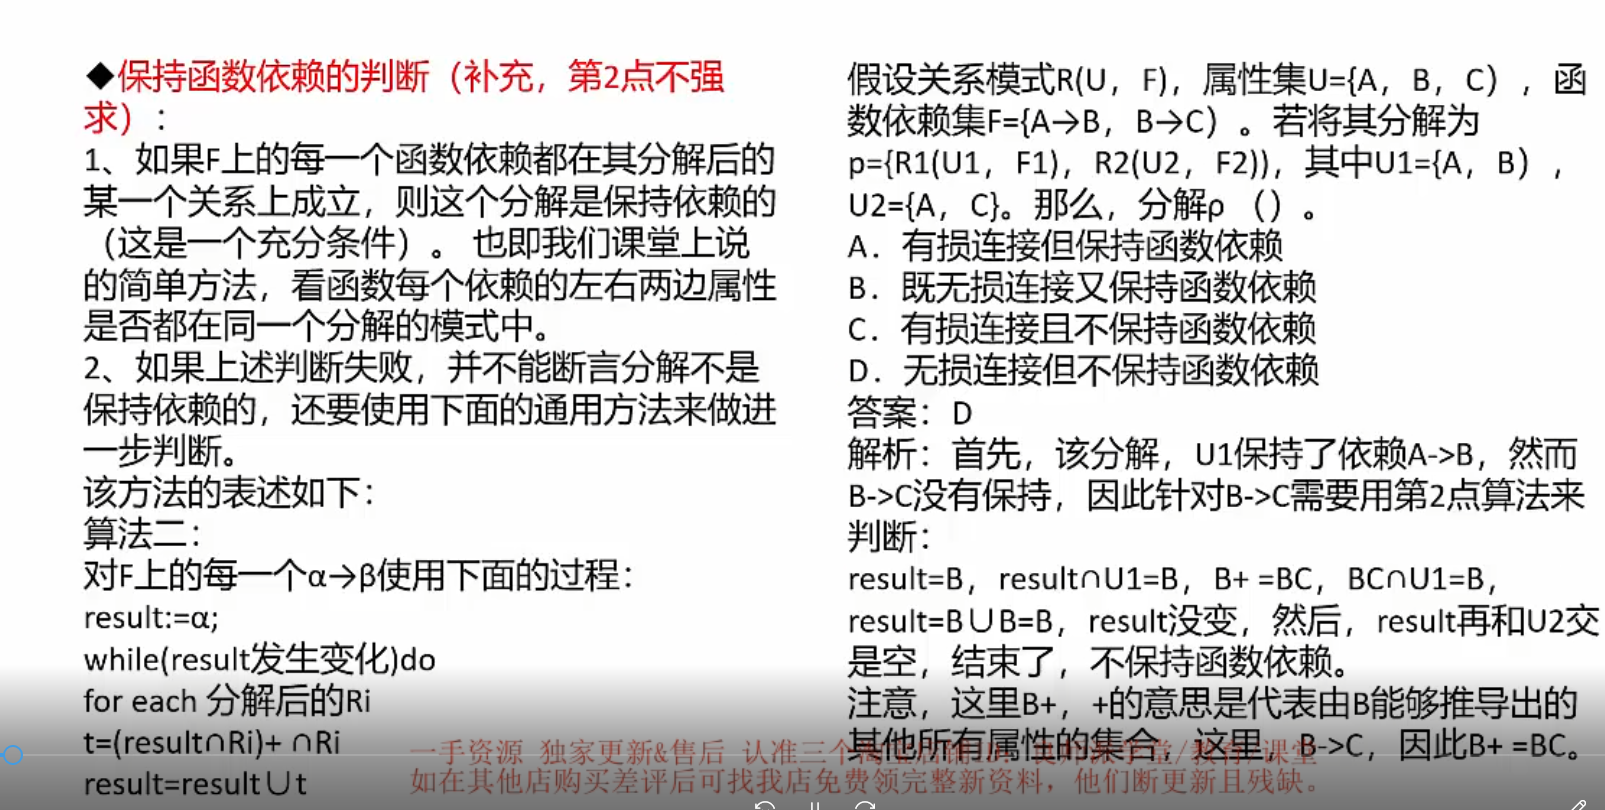 ◆保持函数依赖的判断（补充，第2点不强
求）：
1、如果F上的每一个函数依赖都在其分解后的
某一个关系上成立，则这个分解是保持依赖的
（这是一个充分条件）。 也即我们课堂上说
的简单方法，看函数每个依赖的左右两边属性
是否都在同一个分解的模式中。
2、如果上述判断失败，并不能断言分解不是
保持依赖的，还要使用下面的通用方法来做进
一步判断。
该方法的表述如下：
算法二：
对F上的每一个α→β使用下面的过程：
result:=α;
while(result发生变化)do
for each 分解后的Ri
t=(result∩Ri)+ ∩Ri
result=result∪t
假设关系模式R(U，F)，属性集U={A，B，C），函
数依赖集F={A→B，B→C）。若将其分解为
p={R1(U1，F1)，R2(U2，F2)），其中U1={A，B），
U2={A，C}。那么，分解ρ （）。
A．有损连接但保持函数依赖
B．既无损连接又保持函数依赖
C．有损连接且不保持函数依赖
D．无损连接但不保持函数依赖
答案：D
解析：首先，该分解，U1保持了依赖A->B，然而
B->C没有保持，因此针对B->C需要用第2点算法来
判断：
result=B，result∩U1=B，B+ =BC，BC∩U1=B，
result=B∪B=B，result没变，然后，result再和U2交
是空，结束了，不保持函数依赖。
注意，这里B+，+的意思是代表由B能够推导出的
其他所有属性的集合，这里，B->C，因此B+ =BC。
一手资源 独家更新&售后 认准三个淘宝店铺 学堂/教育/课堂
如在其他店购买差评后可找我店免费领完整新资料，他们断更新且残缺。